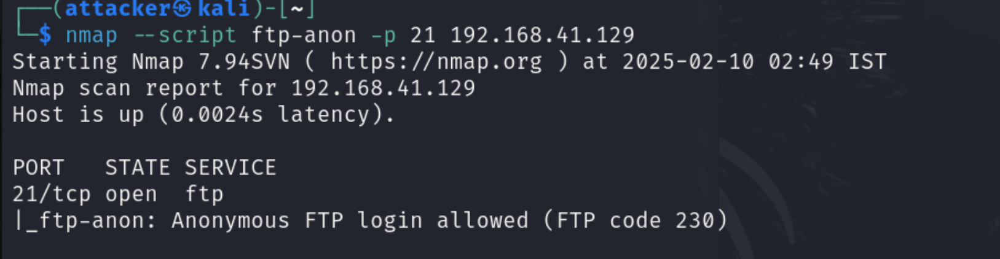 ┌──(attacker㉿kali)-[~]
└─$ nmap --script ftp-anon -p 21 192.168.41.129
Starting Nmap 7.94SVN ( https://nmap.org ) at 2025-02-10 02:49 IST
Nmap scan report for 192.168.41.129
Host is up (0.0024s latency).
PORT   STATE SERVICE
21/tcp open  ftp
|_ftp-anon: Anonymous FTP login allowed (FTP code 230)